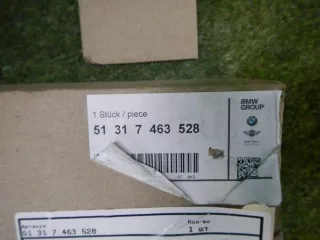 1 Stück / piece
BMW
GROUP
51 31 7 463 528
Артикул
Кол-во
51 31 7 463 528
1 шт